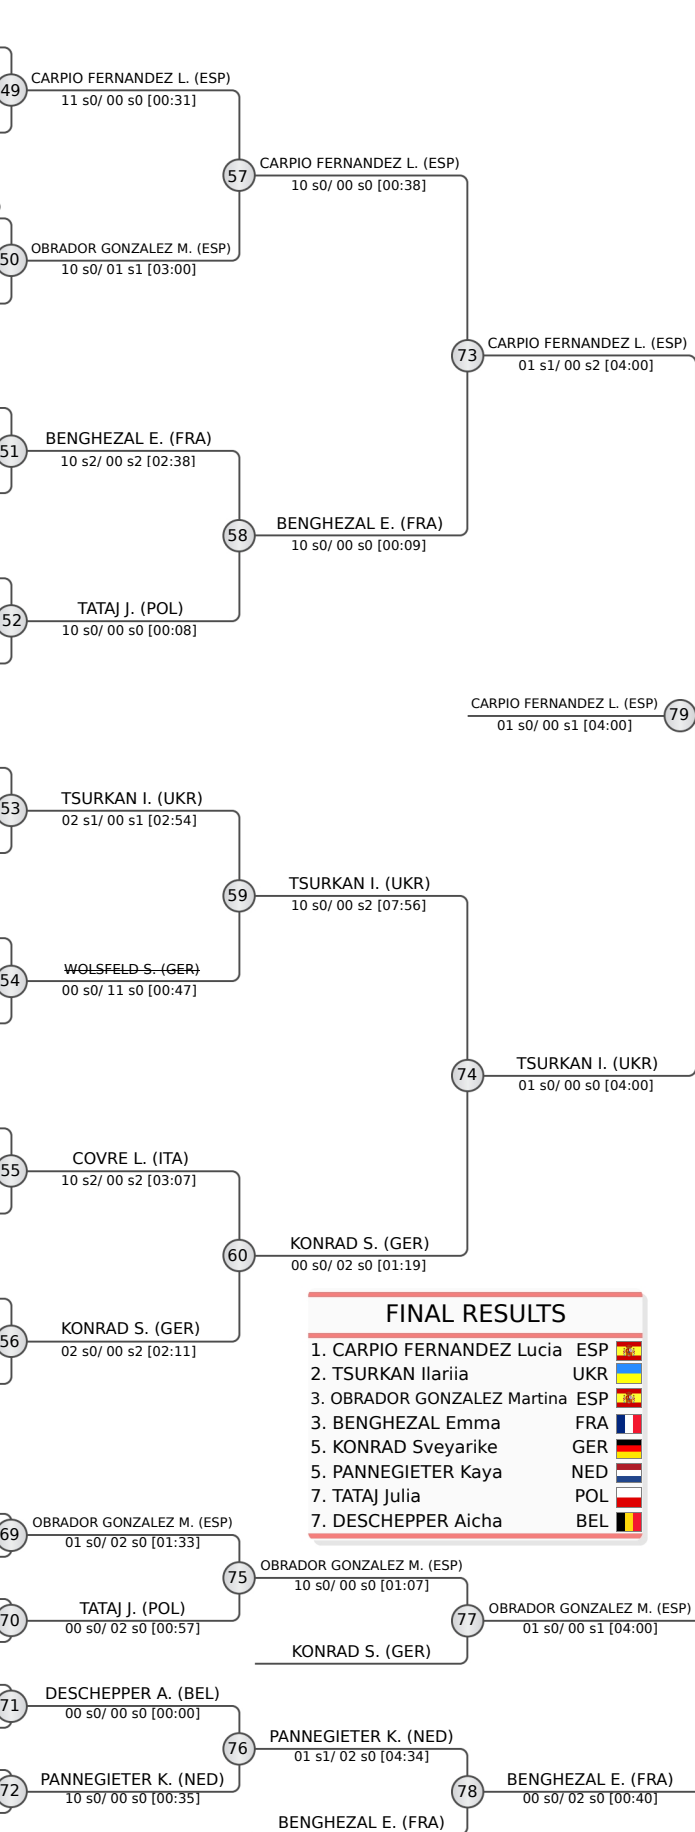 49
CARPIO FERNANDEZ L. (ESP)
11 s0/ 00 s0 [00:31]
57
CARPIO FERNANDEZ L. (ESP)
10 s0/ 00 s0 [00:38]
50
OBRADOR GONZALEZ M. (ESP)
10 s0/ 01 s1 [03:00]
73
CARPIO FERNANDEZ L. (ESP)
01 s1/ 00 s2 [04:00]
51
BENGHEZAL E. (FRA)
10 s2/ 00 s2 [02:38]
58
BENGHEZAL E. (FRA)
10 s0/ 00 s0 [00:09]
52
TATAJ J. (POL)
10 s0/ 00 s0 [00:08]
CARPIO FERNANDEZ L. (ESP)
79
01 s0/ 00 s1 [04:00]
53
TSURKAN I. (UKR)
02 s1/ 00 s1 [02:54]
59
TSURKAN I. (UKR)
10 s0/ 00 s2 [07:56]
54
WOLSFELD S. (GER)
00 s0/ 11 s0 [00:47]
74
TSURKAN I. (UKR)
01 s0/ 00 s0 [04:00]
55
COVRE L. (ITA)
10 s2/ 00 s2 [03:07]
60
KONRAD S. (GER)
00 s0/ 02 s0 [01:19]
56
KONRAD S. (GER)
02 s0/ 00 s2 [02:11]
FINAL RESULTS
1. CARPIO FERNANDEZ Lucia ESP
2. TSURKAN Ilariia UKR
3. OBRADOR GONZALEZ Martina ESP
3. BENGHEZAL Emma FRA
5. KONRAD Sveyarike GER
5. PANNEGIETER Kaya NED
7. TATAJ Julia POL
7. DESCHEPPER Aicha BEL
69
OBRADOR GONZALEZ M. (ESP)
01 s0/ 02 s0 [01:33]
75
OBRADOR GONZALEZ M. (ESP)
10 s0/ 00 s0 [01:07]
70
TATAJ J. (POL)
00 s0/ 02 s0 [00:57]
77
OBRADOR GONZALEZ M. (ESP)
01 s0/ 00 s1 [04:00]
KONRAD S. (GER)
71
DESCHEPPER A. (BEL)
00 s0/ 00 s0 [00:00]
76
PANNEGIETER K. (NED)
01 s1/ 02 s0 [04:34]
72
PANNEGIETER K. (NED)
10 s0/ 00 s0 [00:35]
78
BENGHEZAL E. (FRA)
00 s0/ 02 s0 [00:40]
BENGHEZAL E. (FRA)